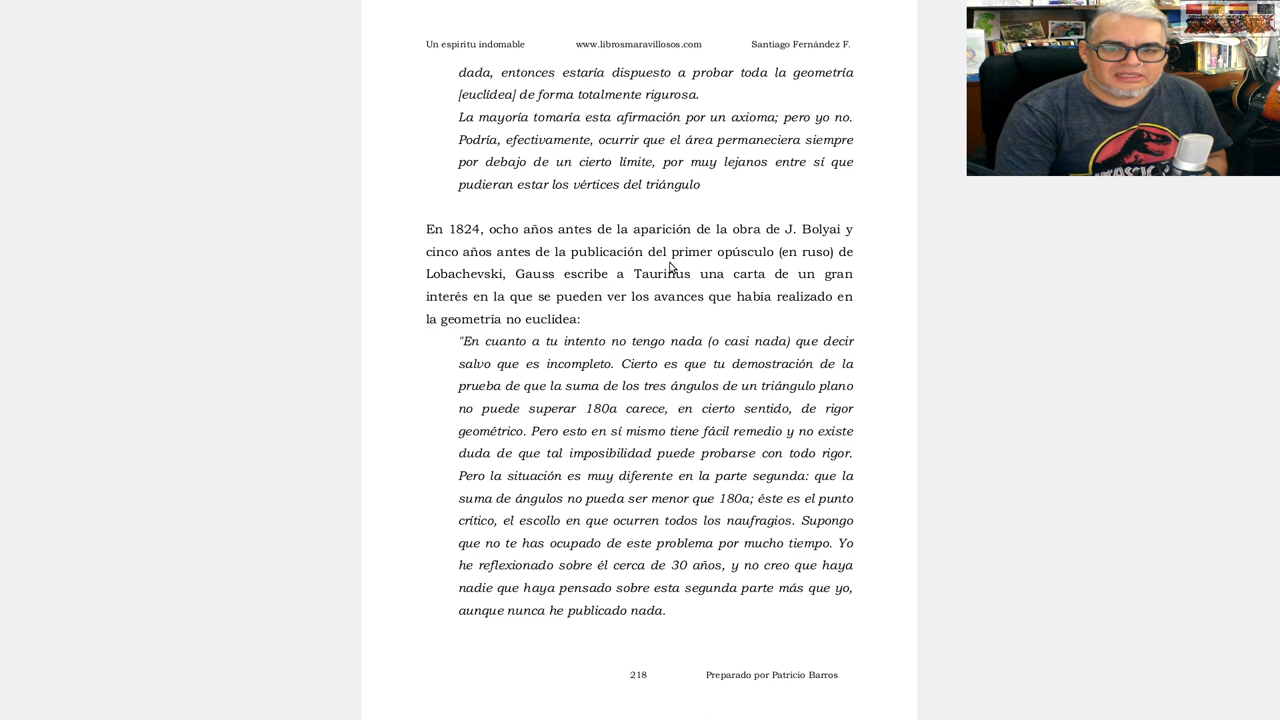 Un espíritu indomable www.librosmaravillosos.com Santiago Fernández F.
dada, entonces estaría dispuesto a probar toda la geometría
[euclídea] de forma totalmente rigurosa.
La mayoría tomaría esta afirmación por un axioma; pero yo no.
Podría, efectivamente, ocurrir que el área permaneciera siempre
por debajo de un cierto límite, por muy lejanos entre sí que
pudieran estar los vértices del triángulo
En 1824, ocho años antes de la aparición de la obra de J. Bolyai y
cinco años antes de la publicación del primer opúsculo (en ruso) de
Lobachevski, Gauss escribe a Taurinus una carta de un gran
interés en la que se pueden ver los avances que había realizado en
la geometría no euclídea:
"En cuanto a tu intento no tengo nada (o casi nada) que decir
salvo que es incompleto. Cierto es que tu demostración de la
prueba de que la suma de los tres ángulos de un triángulo plano
no puede superar 180a carece, en cierto sentido, de rigor
geométrico. Pero esto en sí mismo tiene fácil remedio y no existe
duda de que tal imposibilidad puede probarse con todo rigor.
Pero la situación es muy diferente en la parte segunda: que la
suma de ángulos no pueda ser menor que 180a; éste es el punto
crítico, el escollo en que ocurren todos los naufragios. Supongo
que no te has ocupado de este problema por mucho tiempo. Yo
he reflexionado sobre él cerca de 30 años, y no creo que haya
nadie que haya pensado sobre esta segunda parte más que yo,
aunque nunca he publicado nada.
218 Preparado por Patricio Barros